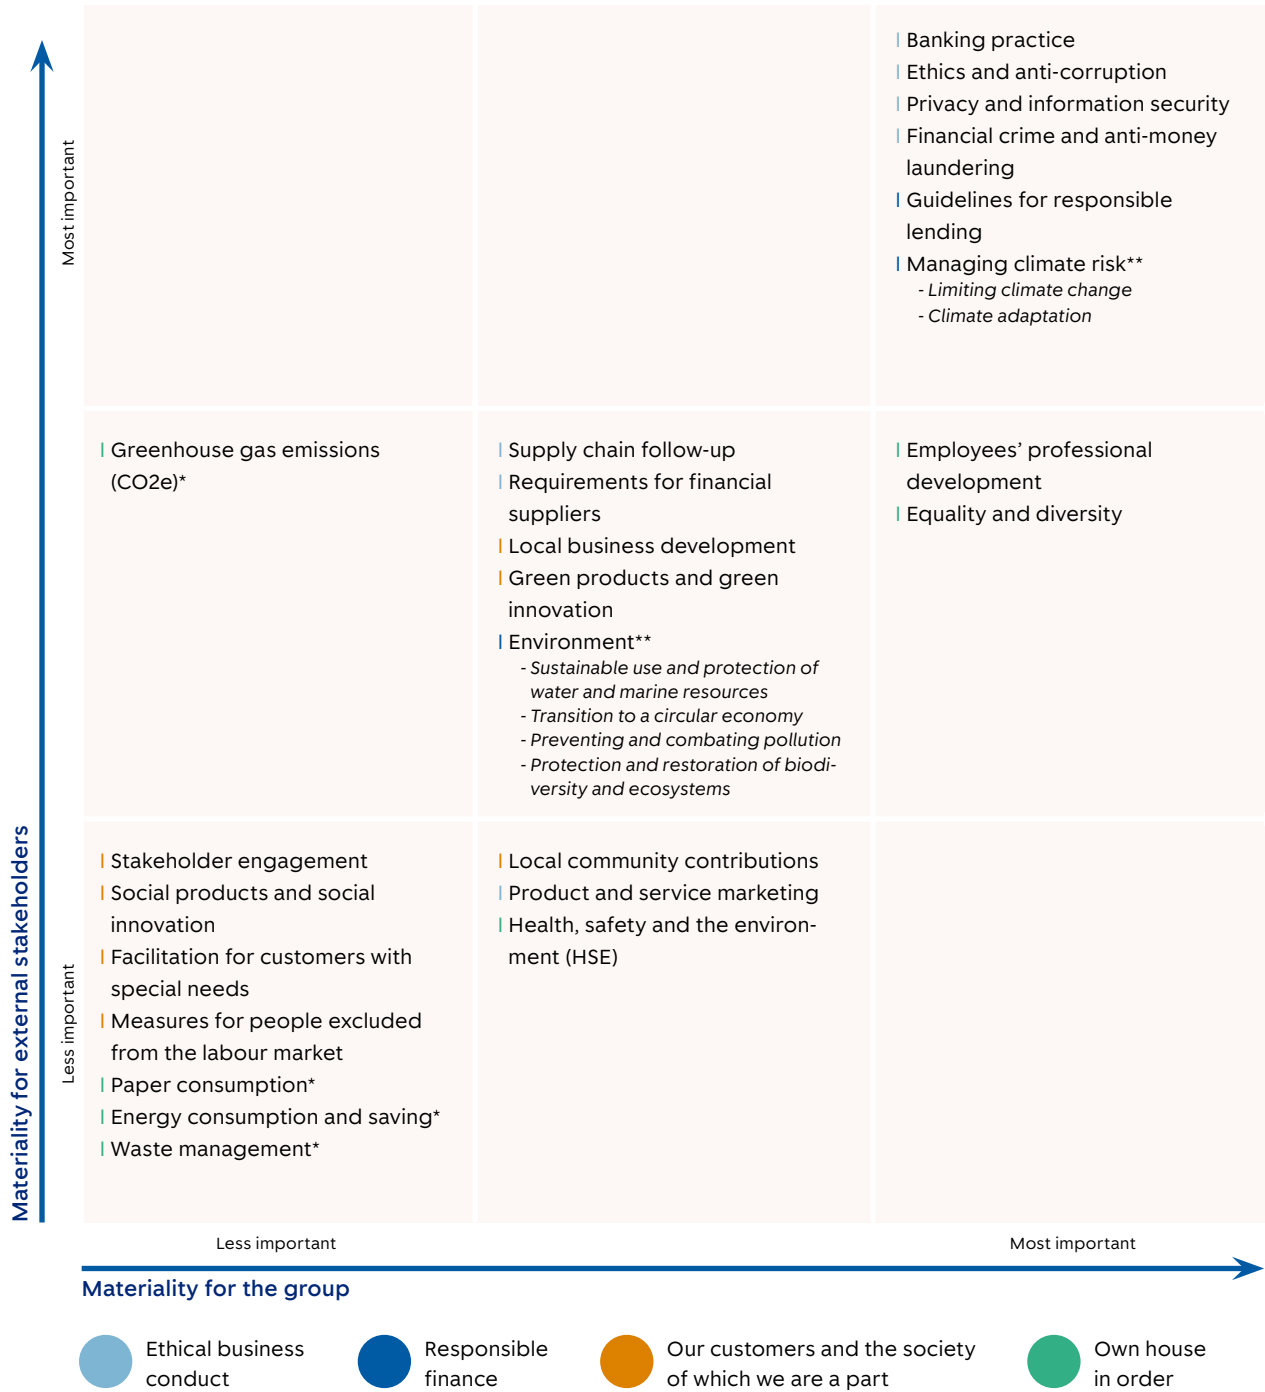 Banking practice
Ethics and anti-corruption
Privacy and information security
Financial crime and anti-money
laundering
Guidelines for responsible
lending
Managing climate risk**
- Limiting climate change
- Climate adaptation
Most important
Greenhouse gas emissions
(CO2e)*
Supply chain follow-up
Requirements for financial
suppliers
Local business development
Green products and green
innovation
Environment**
- Sustainable use and protection of
water and marine resources
- Transition to a circular economy
- Preventing and combating pollution
- Protection and restoration of biodi-
versity and ecosystems
Employees’ professional
development
Equality and diversity
Stakeholder engagement
Social products and social
innovation
Facilitation for customers with
special needs
Measures for people excluded
from the labour market
Paper consumption*
Energy consumption and saving*
Waste management*
Local community contributions
Product and service marketing
Health, safety and the environ-
ment (HSE)
Less important
Materiality for external stakeholders
Less important
Most important
Materiality for the group
Ethical business
conduct
Responsible
finance
Our customers and the society
of which we are a part
Own house
in order